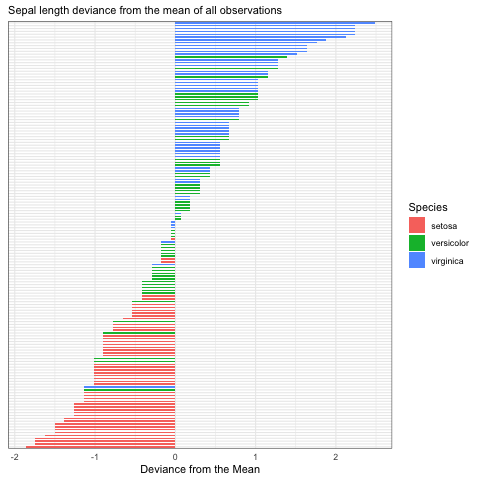 Sepal length deviance from the mean of all observations
Species
setosa
versicolor
virginica
-2 -1 0 1 2
Deviance from the Mean